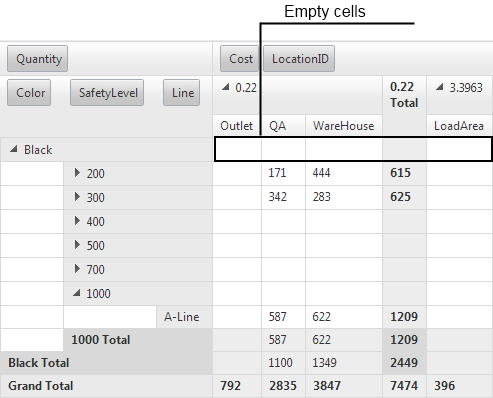 Empty cells
Quantity Cost LocationID
Color SafetyLevel Line 0.22 0.22 Total 3.3963
Outlet QA WareHouse LoadArea
Black
200 171 444 615
300 342 283 625
400
500
700
1000
A-Line 587 622 1209
1000 Total 587 622 1209
Black Total 1100 1349 2449
Grand Total 792 2835 3847 7474 396